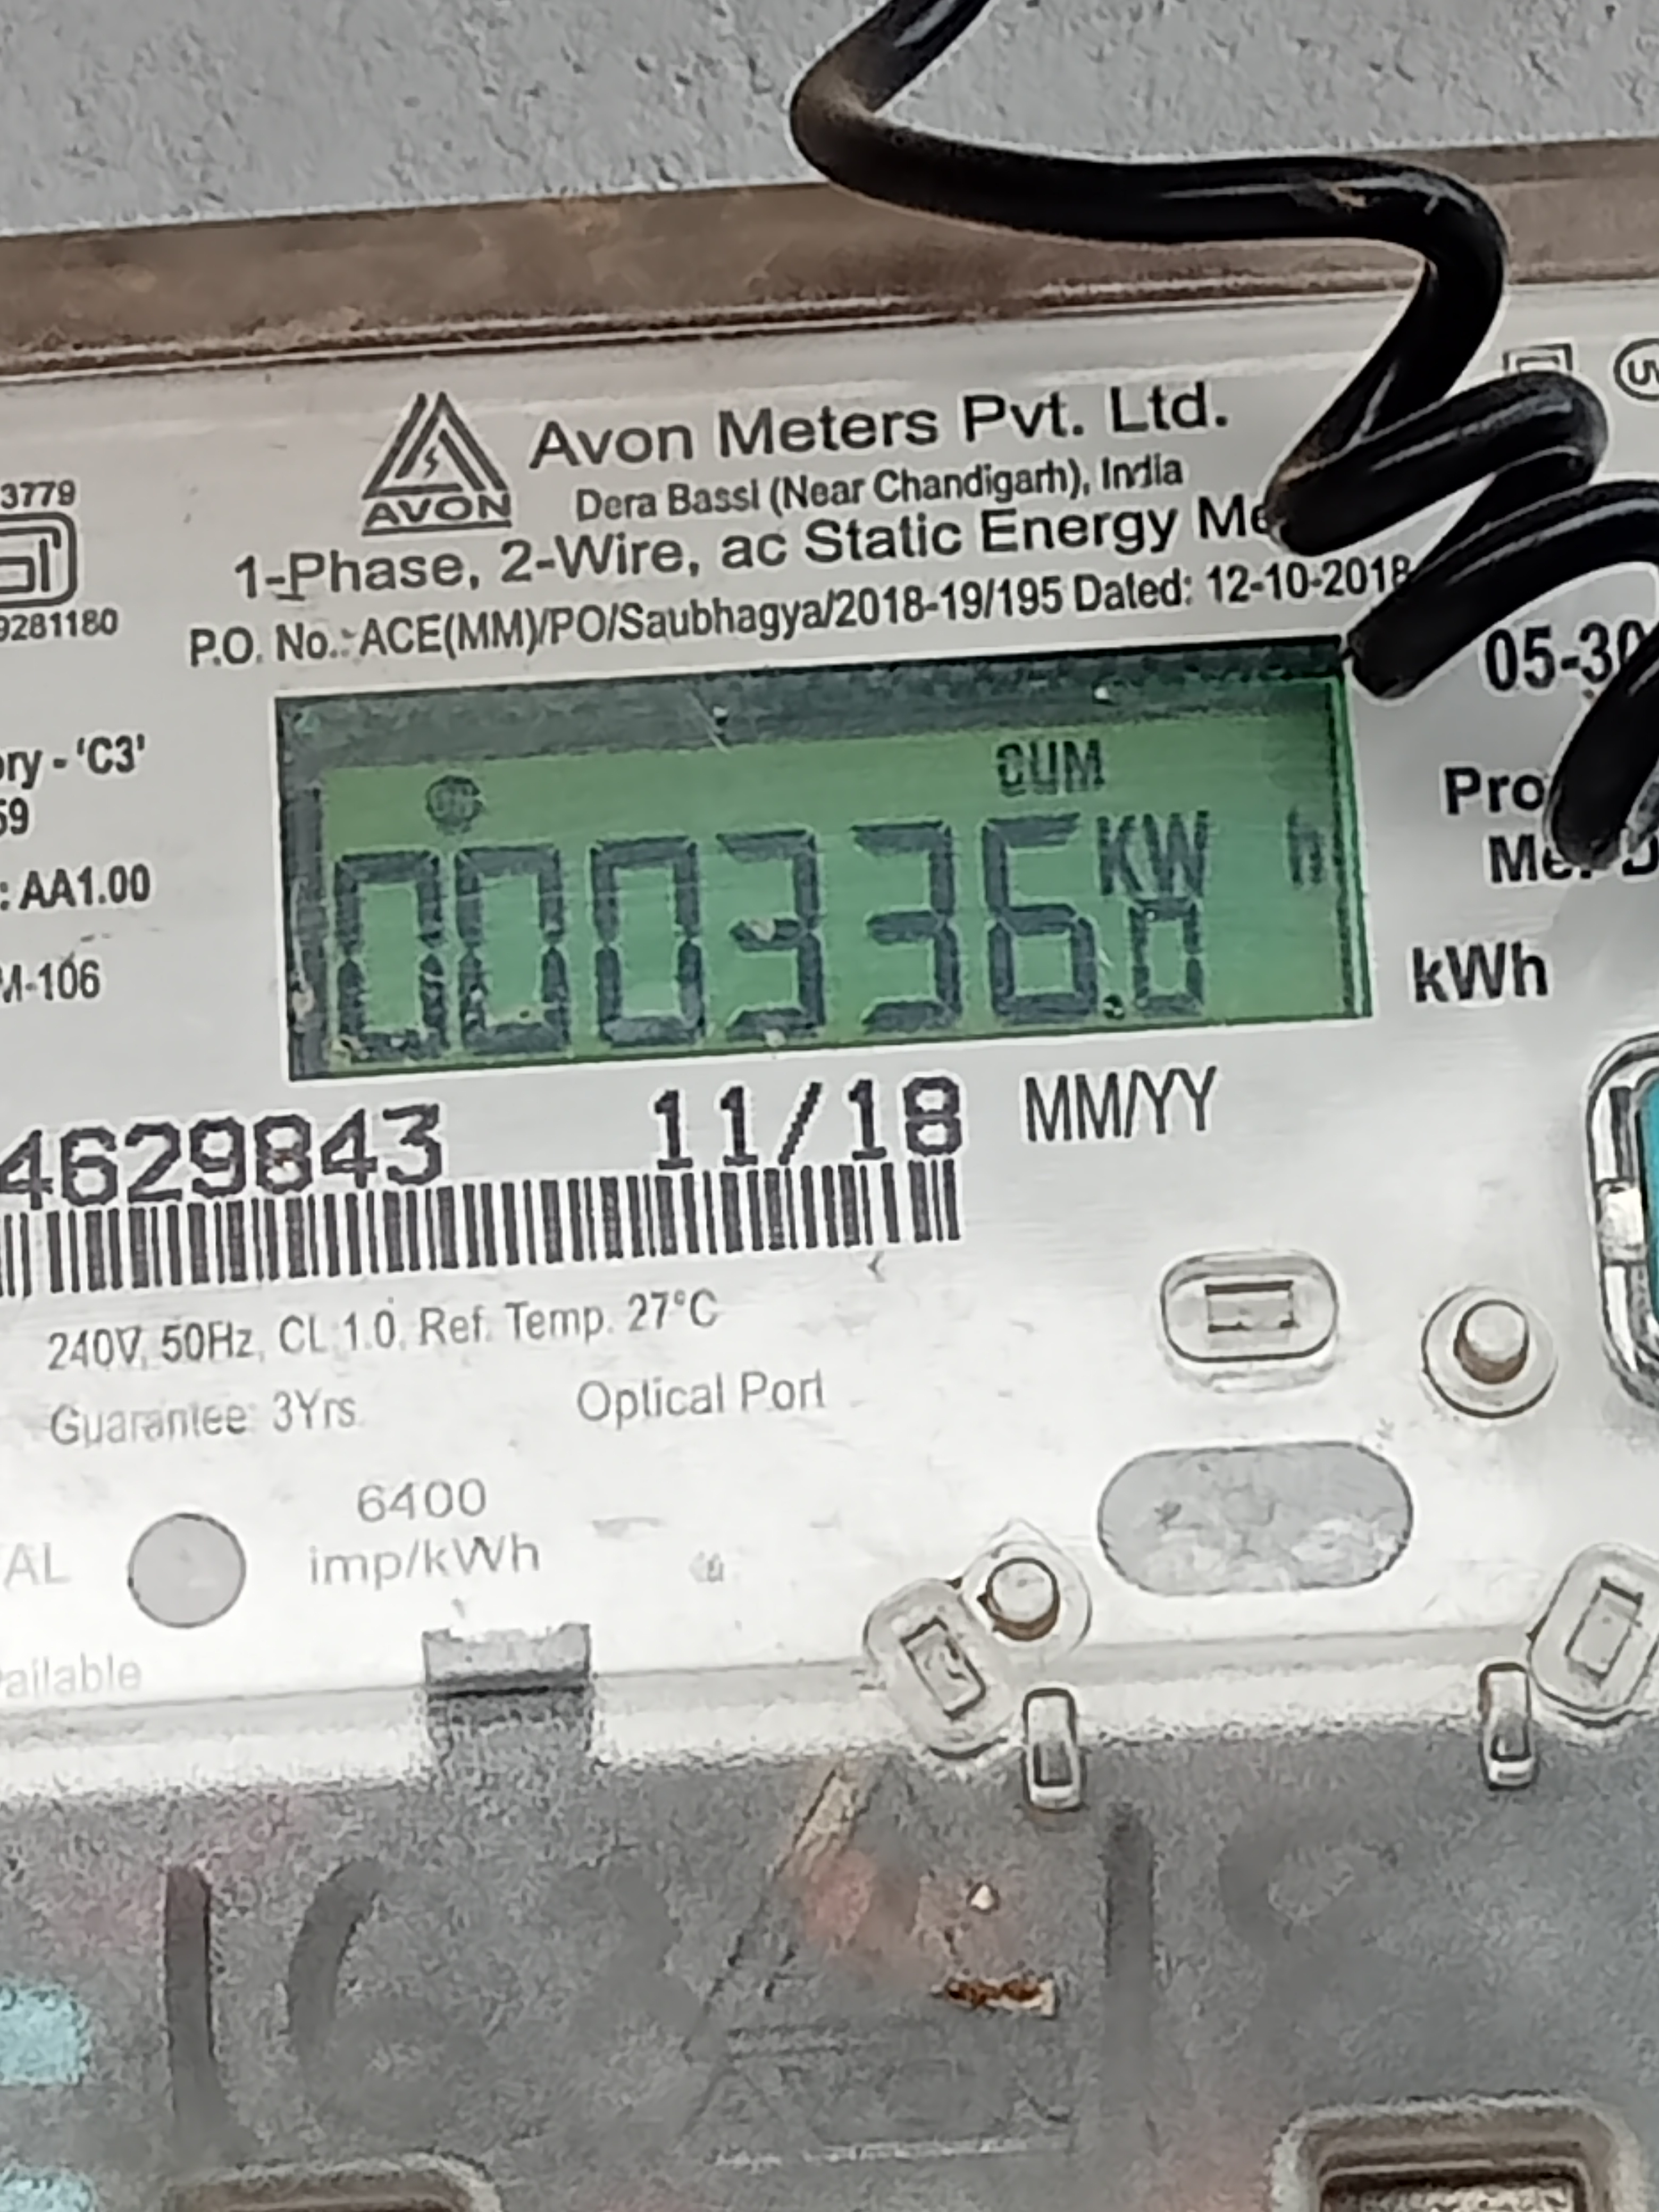 Avon Meters Pvt. Ltd.
AVON
Dera Bassi (Near Chandigarh), India
1-Phase, 2-Wire, ac Static Energy Me
P.O. No.: ACE(MM)/PO/Saubhagya/2018-19/195 Dated: 12-10-2018
3779
9281180
05-30
ory - 'C3'
59
: AA1.00
M-106
CUM
000336.0 KW h
Pro
Me
kWh
4629843 11/18 MM/YY
240V, 50Hz, CL 1.0, Ref. Temp. 27°C
Guarantee: 3Yrs
Optical Port
6400
imp/kWh
AL
ailable